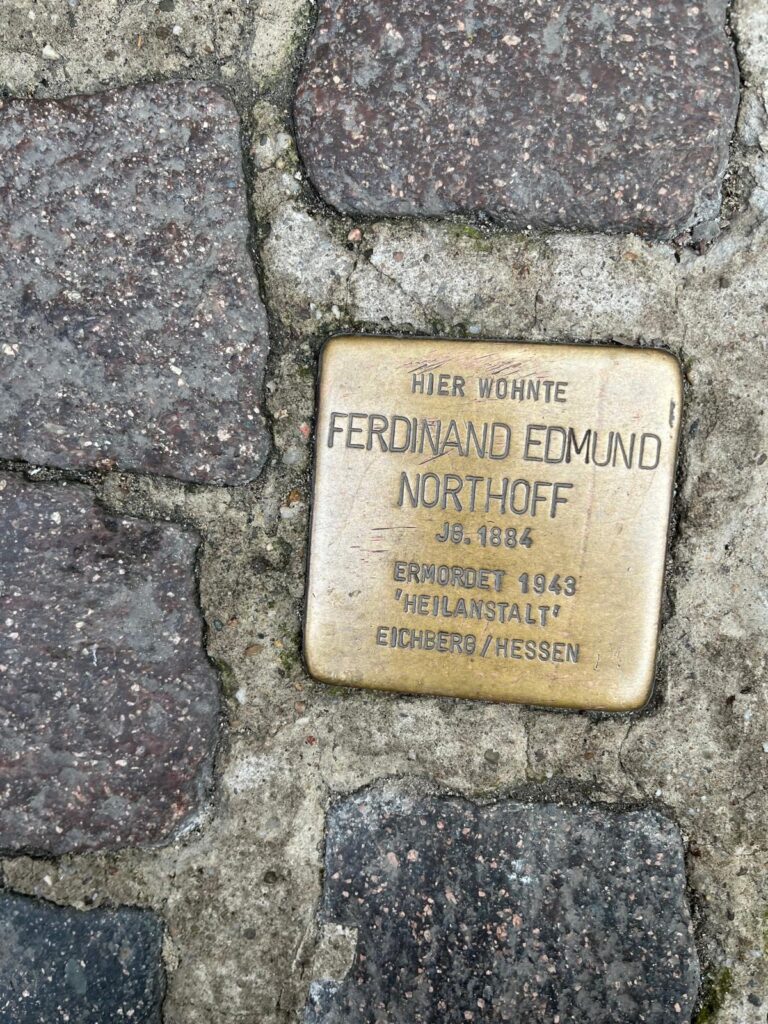 HIER WOHNTE
FERDINAND EDMUND
NORTHOFF
JG. 1884
ERMORDET 1943
'HEILANSTALT'
EICHBERG/HESSEN